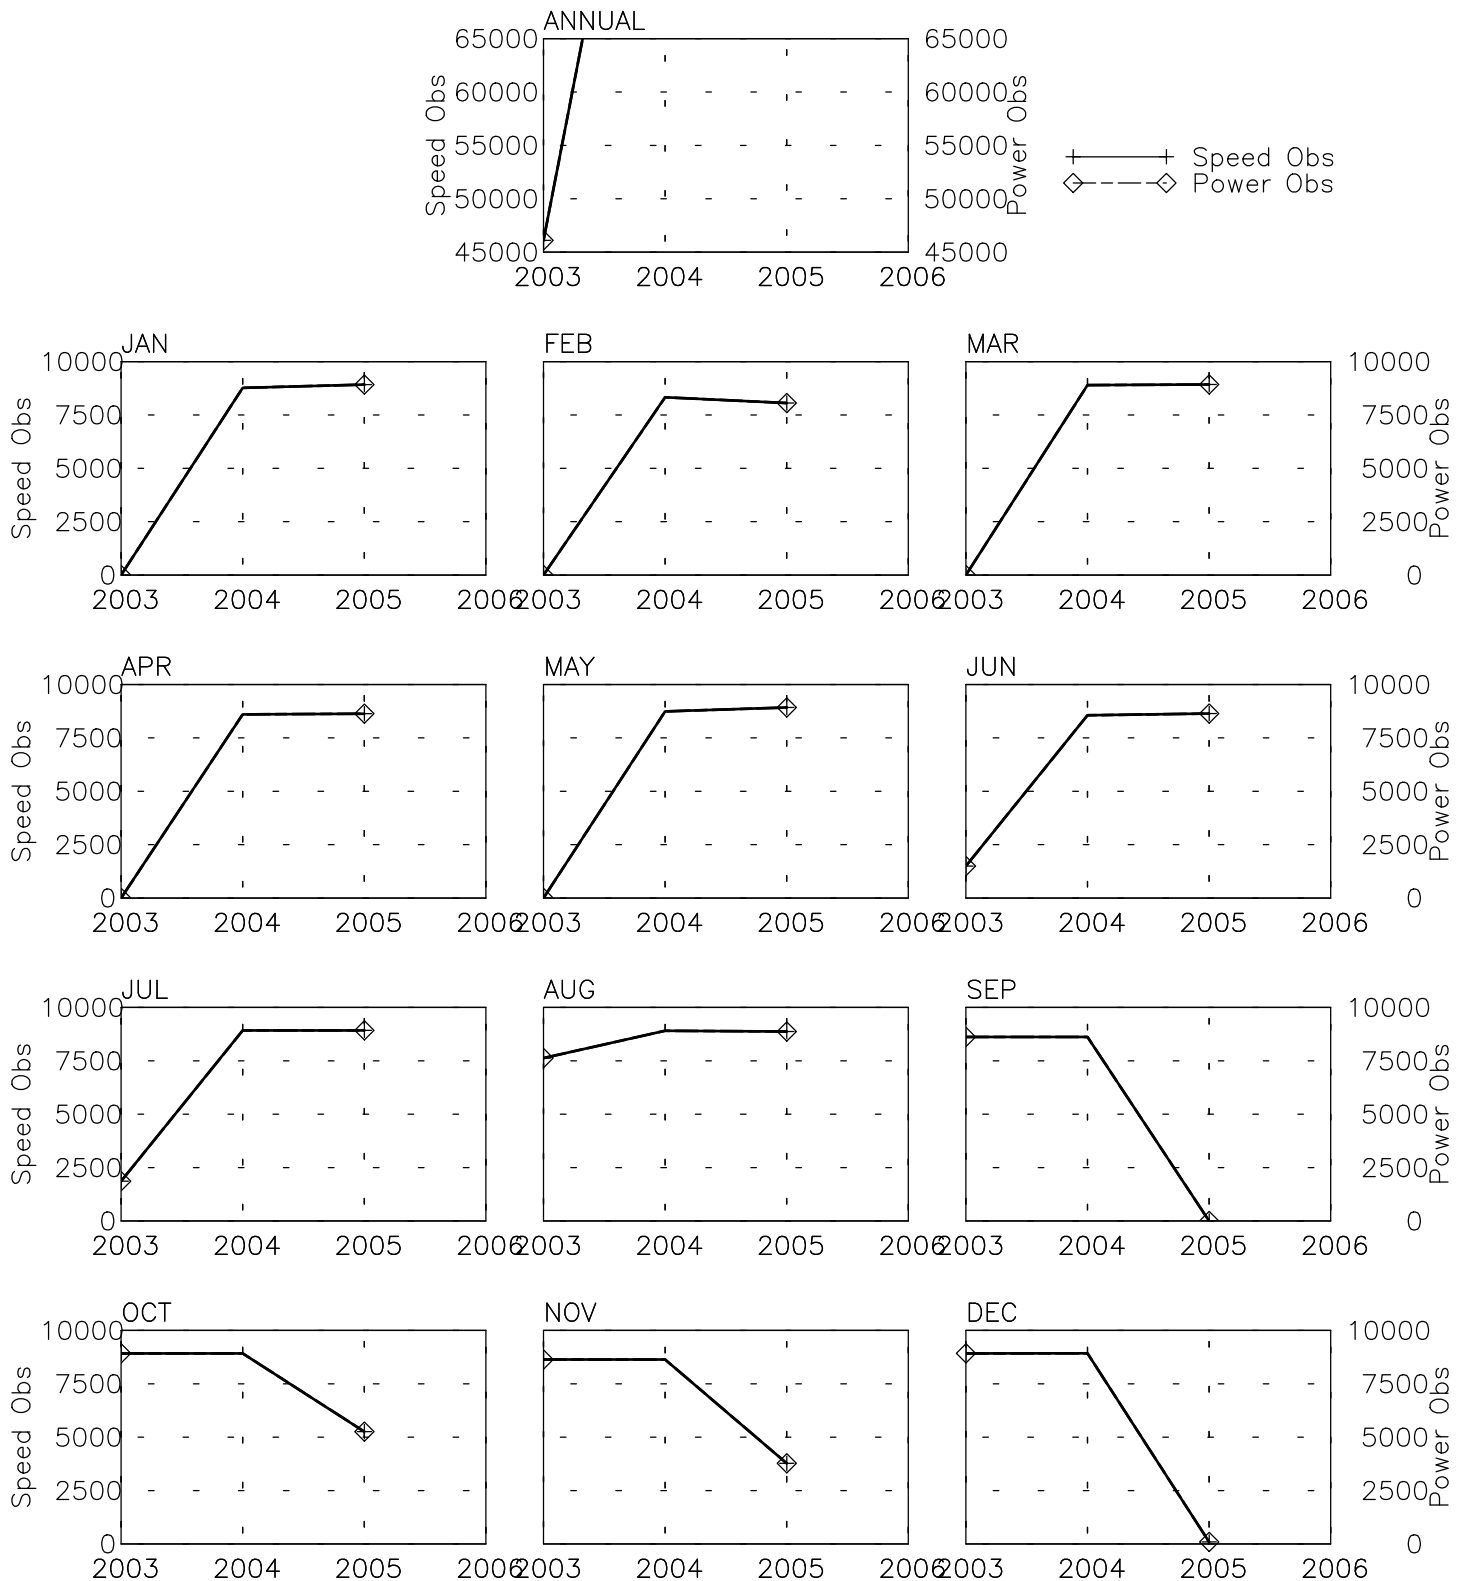 ANNUAL
65000 65000
60000 60000
55000 55000
50000 50000
45000 45000
Speed Obs
Power Obs
2003 2004 2005 2006
Speed Obs
Power Obs
JAN FEB MAR
10000 10000
7500 7500
5000 5000
2500 2500
0 0
Speed Obs
Power Obs
2003 2004 2005 2006 2003 2004 2005 2006 2003 2004 2005 2006
APR MAY JUN
10000 10000
7500 7500
5000 5000
2500 2500
0 0
Speed Obs
Power Obs
2003 2004 2005 2006 2003 2004 2005 2006 2003 2004 2005 2006
JUL AUG SEP
10000 10000
7500 7500
5000 5000
2500 2500
0 0
Speed Obs
Power Obs
2003 2004 2005 2006 2003 2004 2005 2006 2003 2004 2005 2006
OCT NOV DEC
10000 10000
7500 7500
5000 5000
2500 2500
0 0
Speed Obs
Power Obs
2003 2004 2005 2006 2003 2004 2005 2006 2003 2004 2005 2006